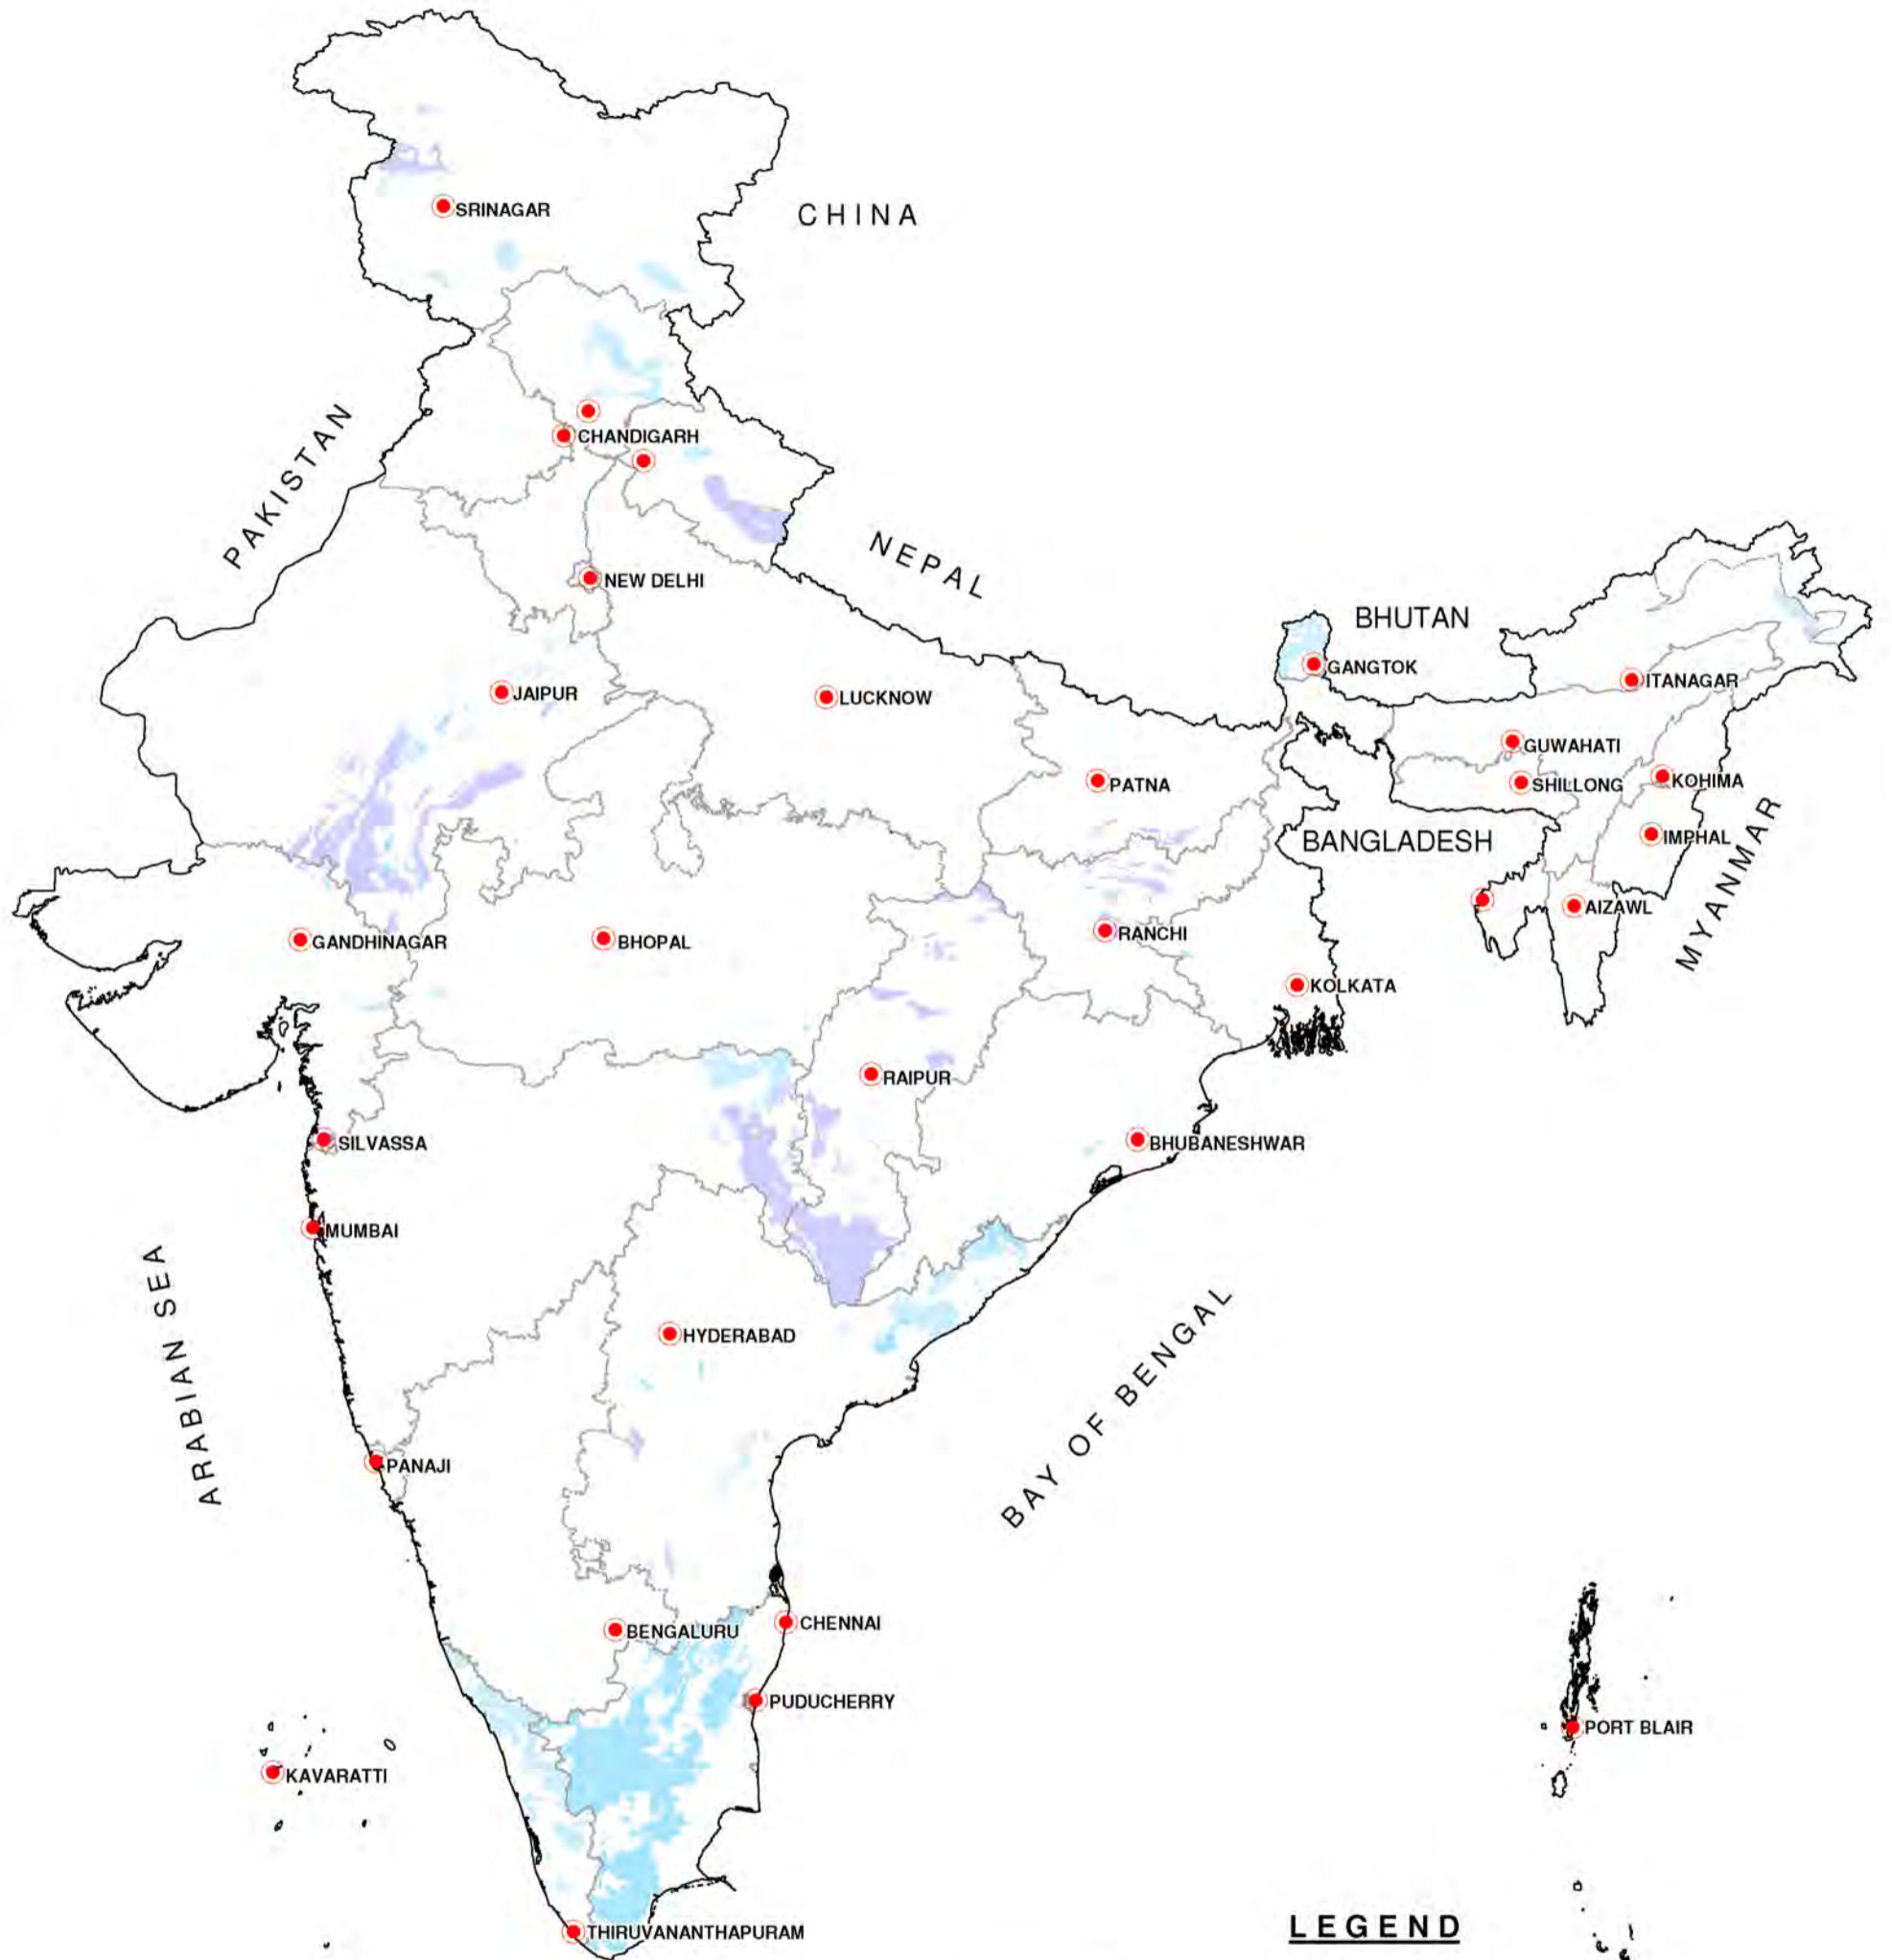 SRINAGAR
CHINA
PAKISTAN
CHANDIGARH
NEPAL
NEW DELHI
BHUTAN
GANGTOK
ITANAGAR
JAIPUR
LUCKNOW
GUWAHATI
PATNA
SHILLONG
KOHIMA
BANGLADESH
IMPHAL
MYANMAR
AIZAWL
GANDHINAGAR
BHOPAL
RANCHI
KOLKATA
RAIPUR
SILVASSA
BHUBANESHWAR
MUMBAI
ARABIAN SEA
HYDERABAD
BAY OF BENGAL
PANAJI
CHENNAI
BENGALURU
PUDUCHERRY
PORT BLAIR
KAVARATTI
LEGEND
THIRUVANANTHAPURAM